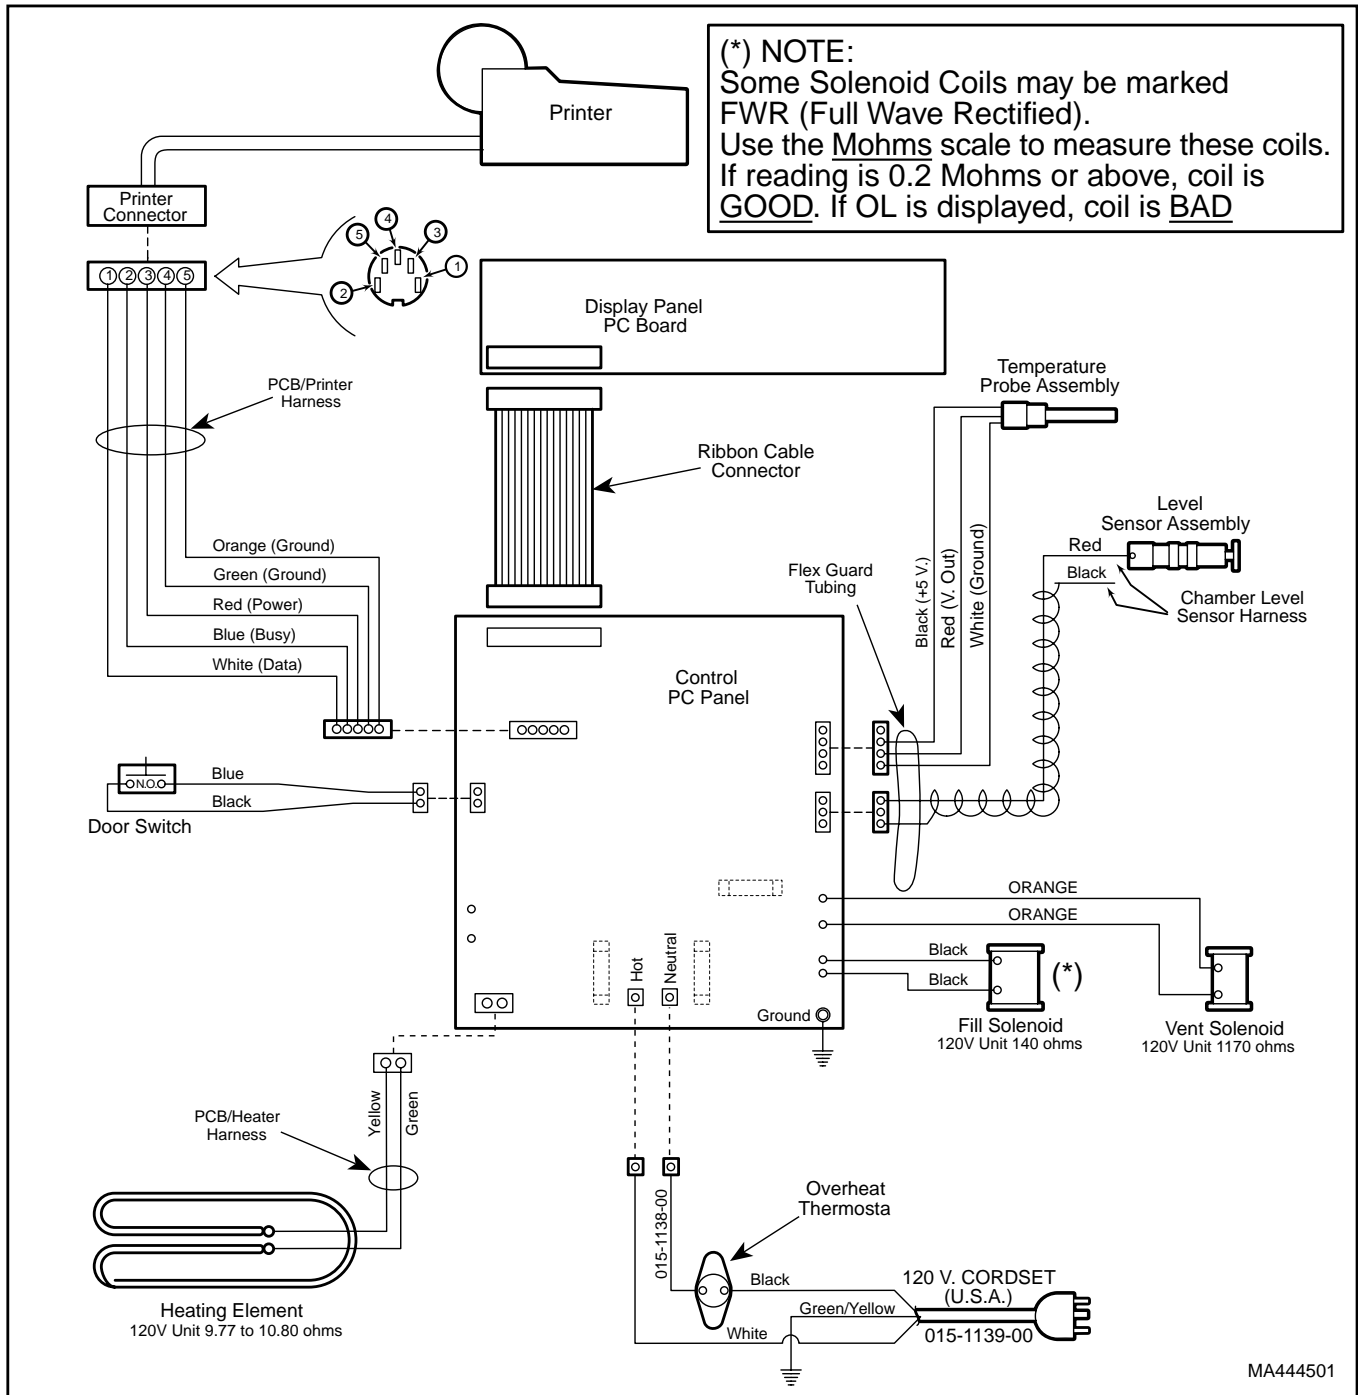 (*) NOTE:
Some Solenoid Coils may be marked
FWR (Full Wave Rectified).
Use the Mohms scale to measure these coils.
If reading is 0.2 Mohms or above, coil is
GOOD. If OL is displayed, coil is BAD
Printer
Printer
Connector
1 2 3 4 5
4
5
3
1
2
Display Panel
PC Board
PCB/Printer
Harness
Ribbon Cable
Connector
Temperature
Probe Assembly
Level
Sensor Assembly
Red
Black
Chamber Level
Sensor Harness
Flex Guard
Tubing
Black (+5 V.)
Red (V. Out)
White (Ground)
Orange (Ground)
Green (Ground)
Red (Power)
Blue (Busy)
White (Data)
Control
PC Panel
N.O.
Blue
Black
Door Switch
ORANGE
ORANGE
Black
Black
(*)
Fill Solenoid
120V Unit 140 ohms
Vent Solenoid
120V Unit 1170 ohms
Hot
Neutral
Ground
Yellow
Green
PCB/Heater
Harness
Heating Element
120V Unit 9.77 to 10.80 ohms
015-1138-00
Overheat
Thermosta
Black
Green/Yellow
White
120 V. CORDSET
(U.S.A.)
015-1139-00
MA444501